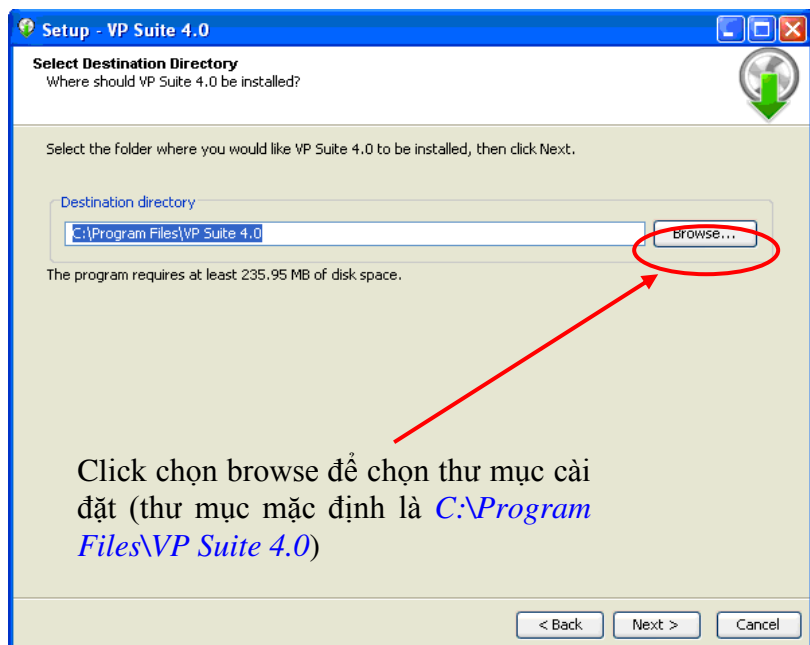 Setup - VP Suite 4.0
Select Destination Directory
Where should VP Suite 4.0 be installed?
Select the folder where you would like VP Suite 4.0 to be installed, then click Next.
Destination directory
C:\Program Files\VP Suite 4.0
Browse...
The program requires at least 235.95 MB of disk space.
Click chọn browse để chọn thư mục cài
đặt (thư mục mặc định là C:\Program
Files\VP Suite 4.0)
< Back Next > Cancel